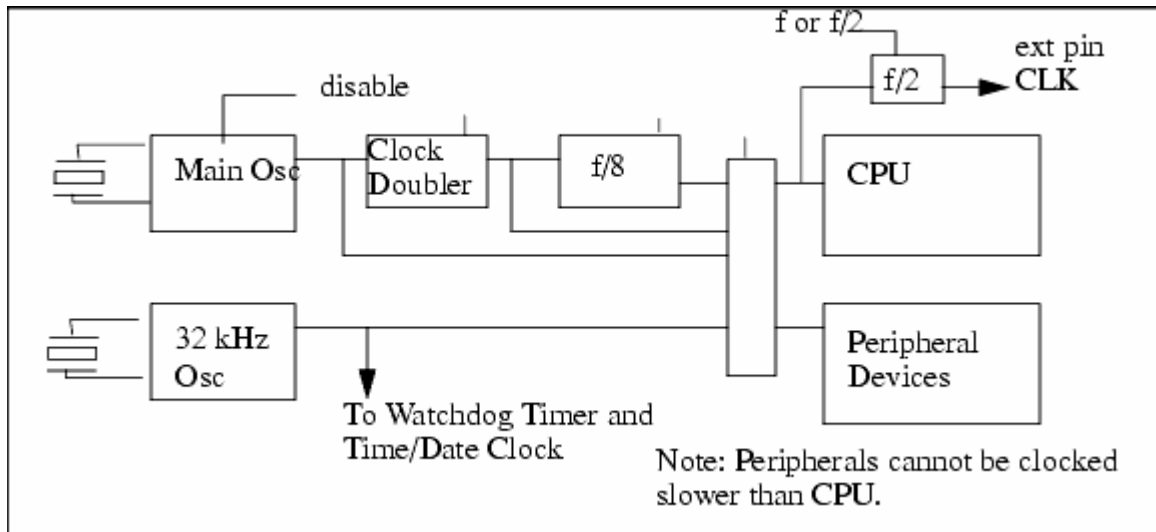 f or f/2
ext pin
CLK
f/2
disable
Main Osc
Clock
Doubler
f/8
CPU
32 kHz
Osc
Peripheral
Devices
To Watchdog Timer and
Time/Date Clock
Note: Peripherals cannot be clocked
slower than CPU.